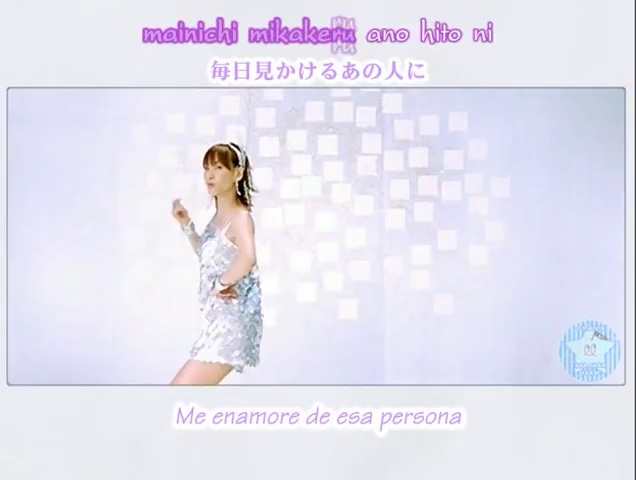 mainichi mikakeru ano hito ni
毎日見かけるあの人に
Me enamore de esa persona